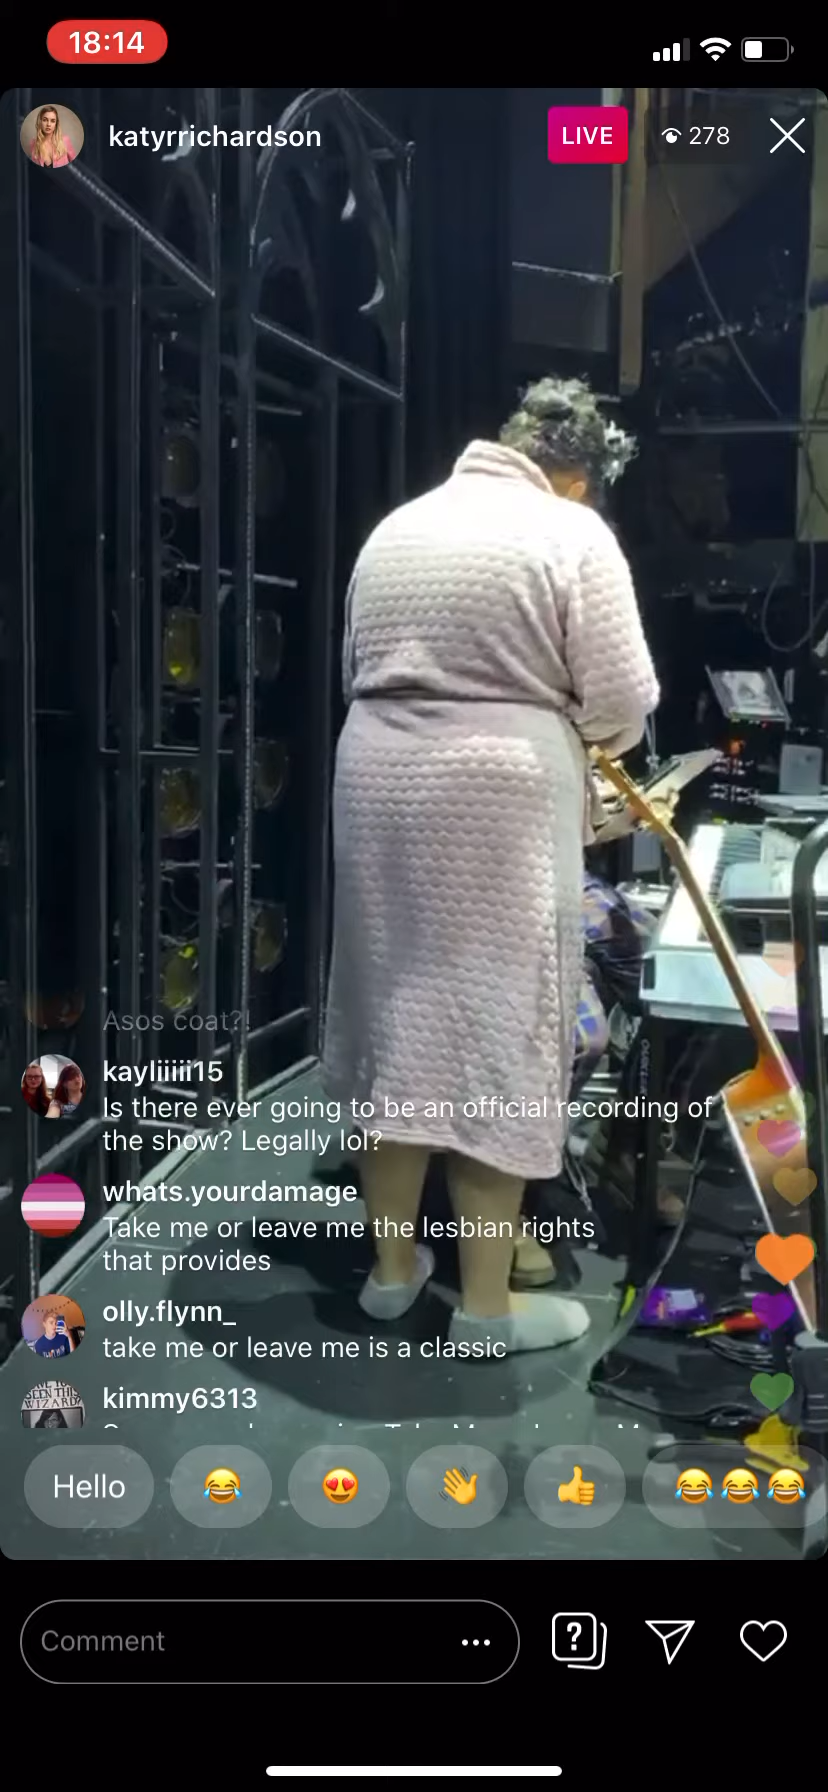 18:14
katyrrichardson
LIVE
278
Asos coat?!
kayliiiii15
Is there ever going to be an official recording of
the show? Legally lol?
whats.yourdamage
Take me or leave me the lesbian rights
that provides
olly.flynn_
take me or leave me is a classic
kimmy6313
Hello
Comment